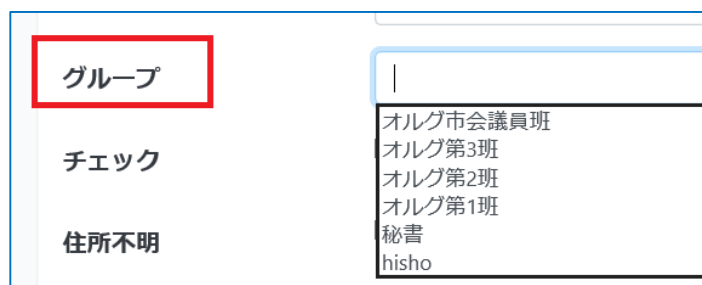 グループ
オルグ市会議員班
オルグ第3班
チェック
オルグ第2班
オルグ第1班
秘書
住所不明
hisho